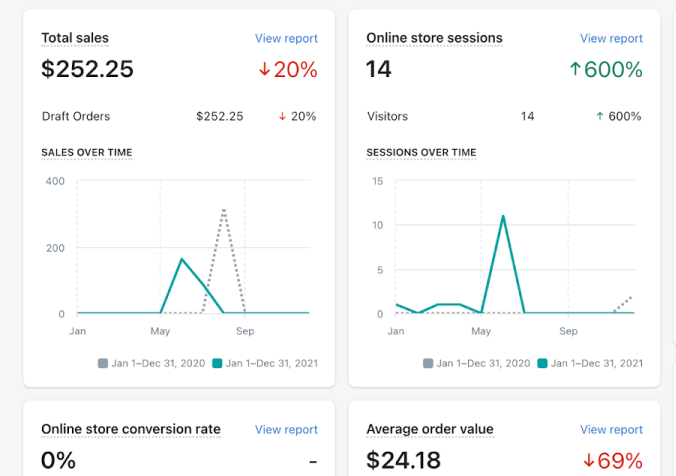 Total sales View report
$252.25 ↓20%
Draft Orders $252.25 ↓ 20%
SALES OVER TIME
400
200
0
Jan May Sep
Jan 1–Dec 31, 2020 Jan 1–Dec 31, 2021
Online store sessions View report
14 ↑600%
Visitors 14 ↑ 600%
SESSIONS OVER TIME
15
10
5
0
Jan May Sep
Jan 1–Dec 31, 2020 Jan 1–Dec 31, 2021
Online store conversion rate View report
0% -
Average order value View report
$24.18 ↓69%